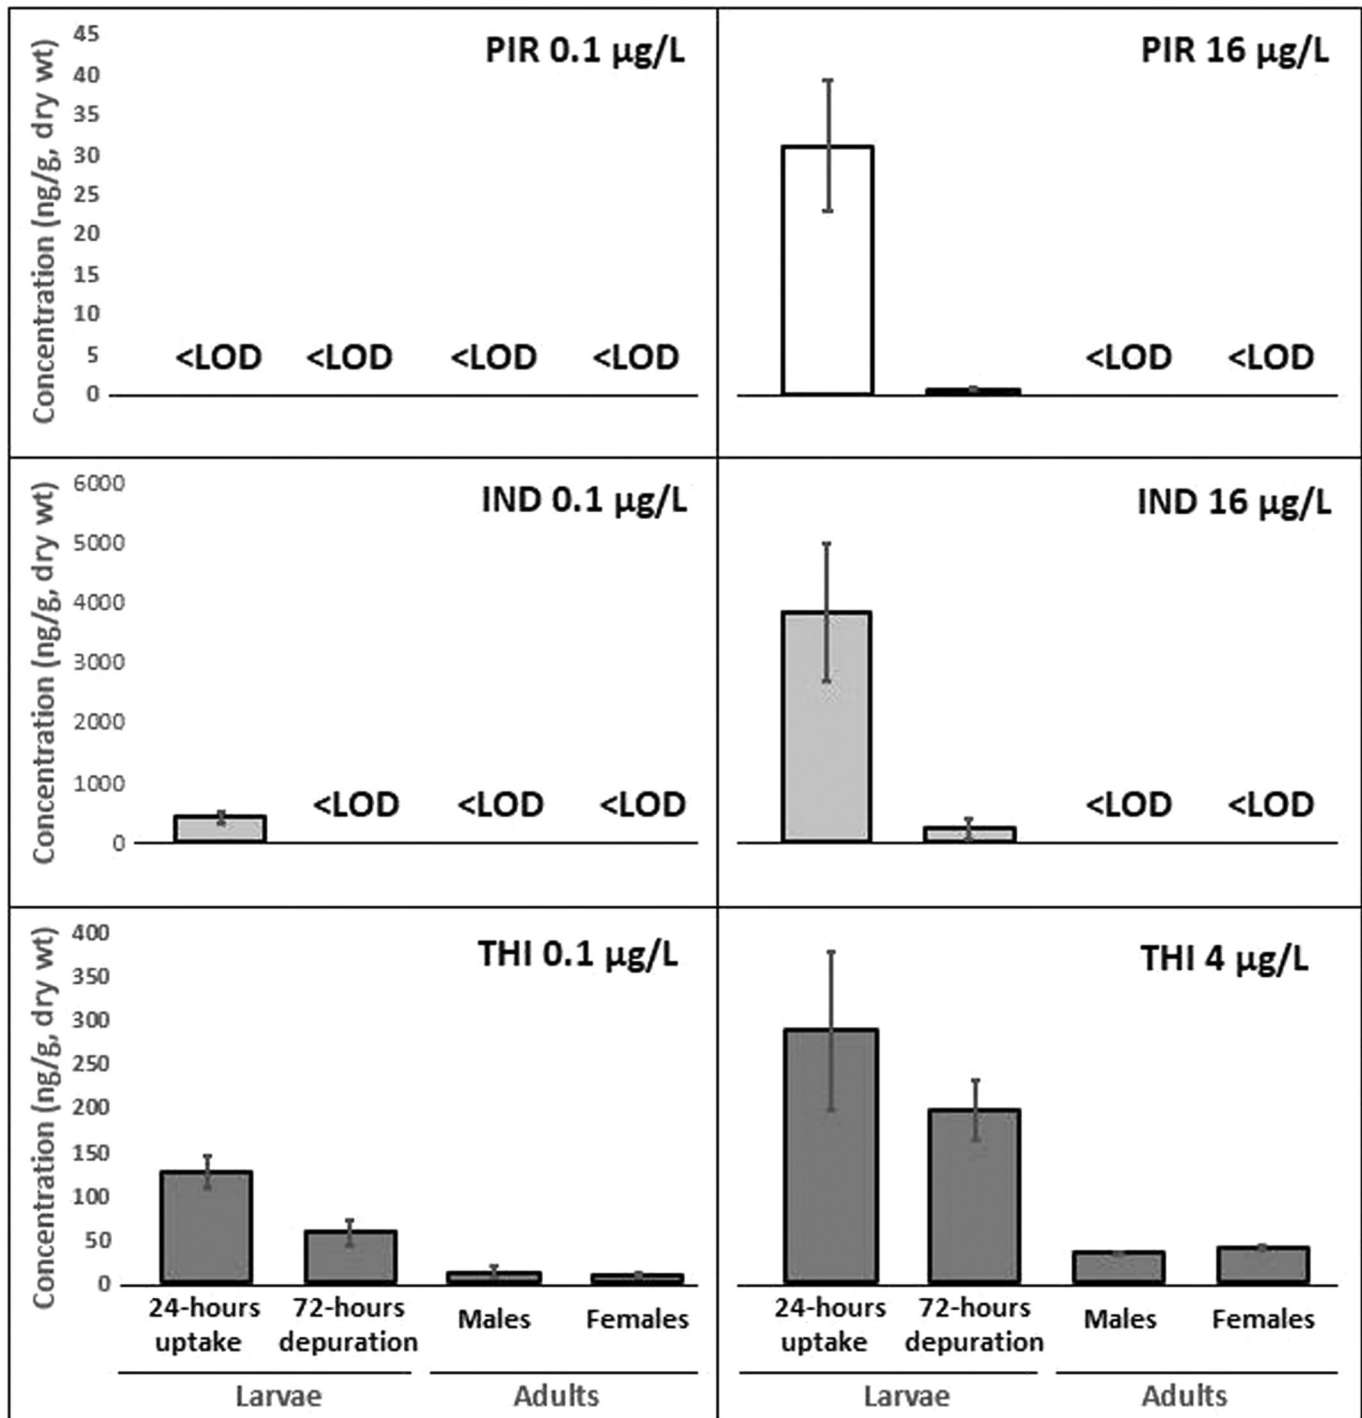 PIR 0.1 µg/L
Concentration (ng/g, dry wt)
45
40
35
30
25
20
15
10
5
0
<LOD <LOD <LOD <LOD
PIR 16 µg/L
<LOD <LOD
IND 0.1 µg/L
Concentration (ng/g, dry wt)
6000
5000
4000
3000
2000
1000
0
<LOD <LOD <LOD
IND 16 µg/L
<LOD <LOD
THI 0.1 µg/L
Concentration (ng/g, dry wt)
400
350
300
250
200
150
100
50
0
24-hours
uptake
72-hours
depuration
Males
Females
Larvae
Adults
THI 4 µg/L
24-hours
uptake
72-hours
depuration
Males
Females
Larvae
Adults